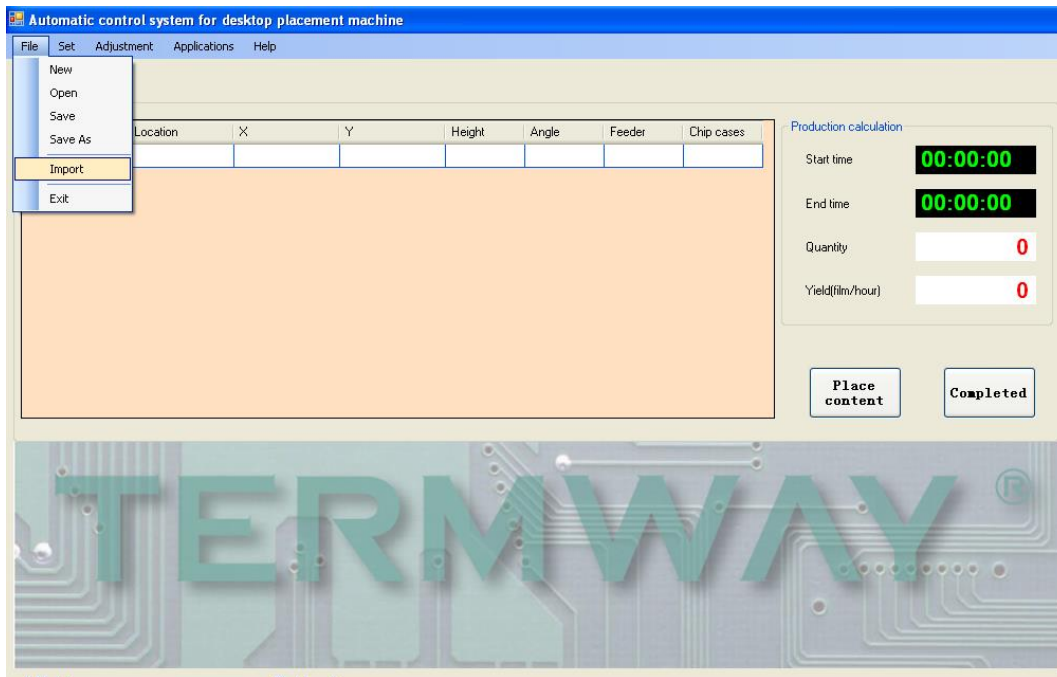 Automatic control system for desktop placement machine
File Set Adjustment Applications Help
New
Open
Save
Save As
Import
Exit
Location X Y Height Angle Feeder Chip cases
Production calculation
Start time 00:00:00
End time 00:00:00
Quantity 0
Yield(film/hour) 0
Place
content
Completed
TERMWAY ®